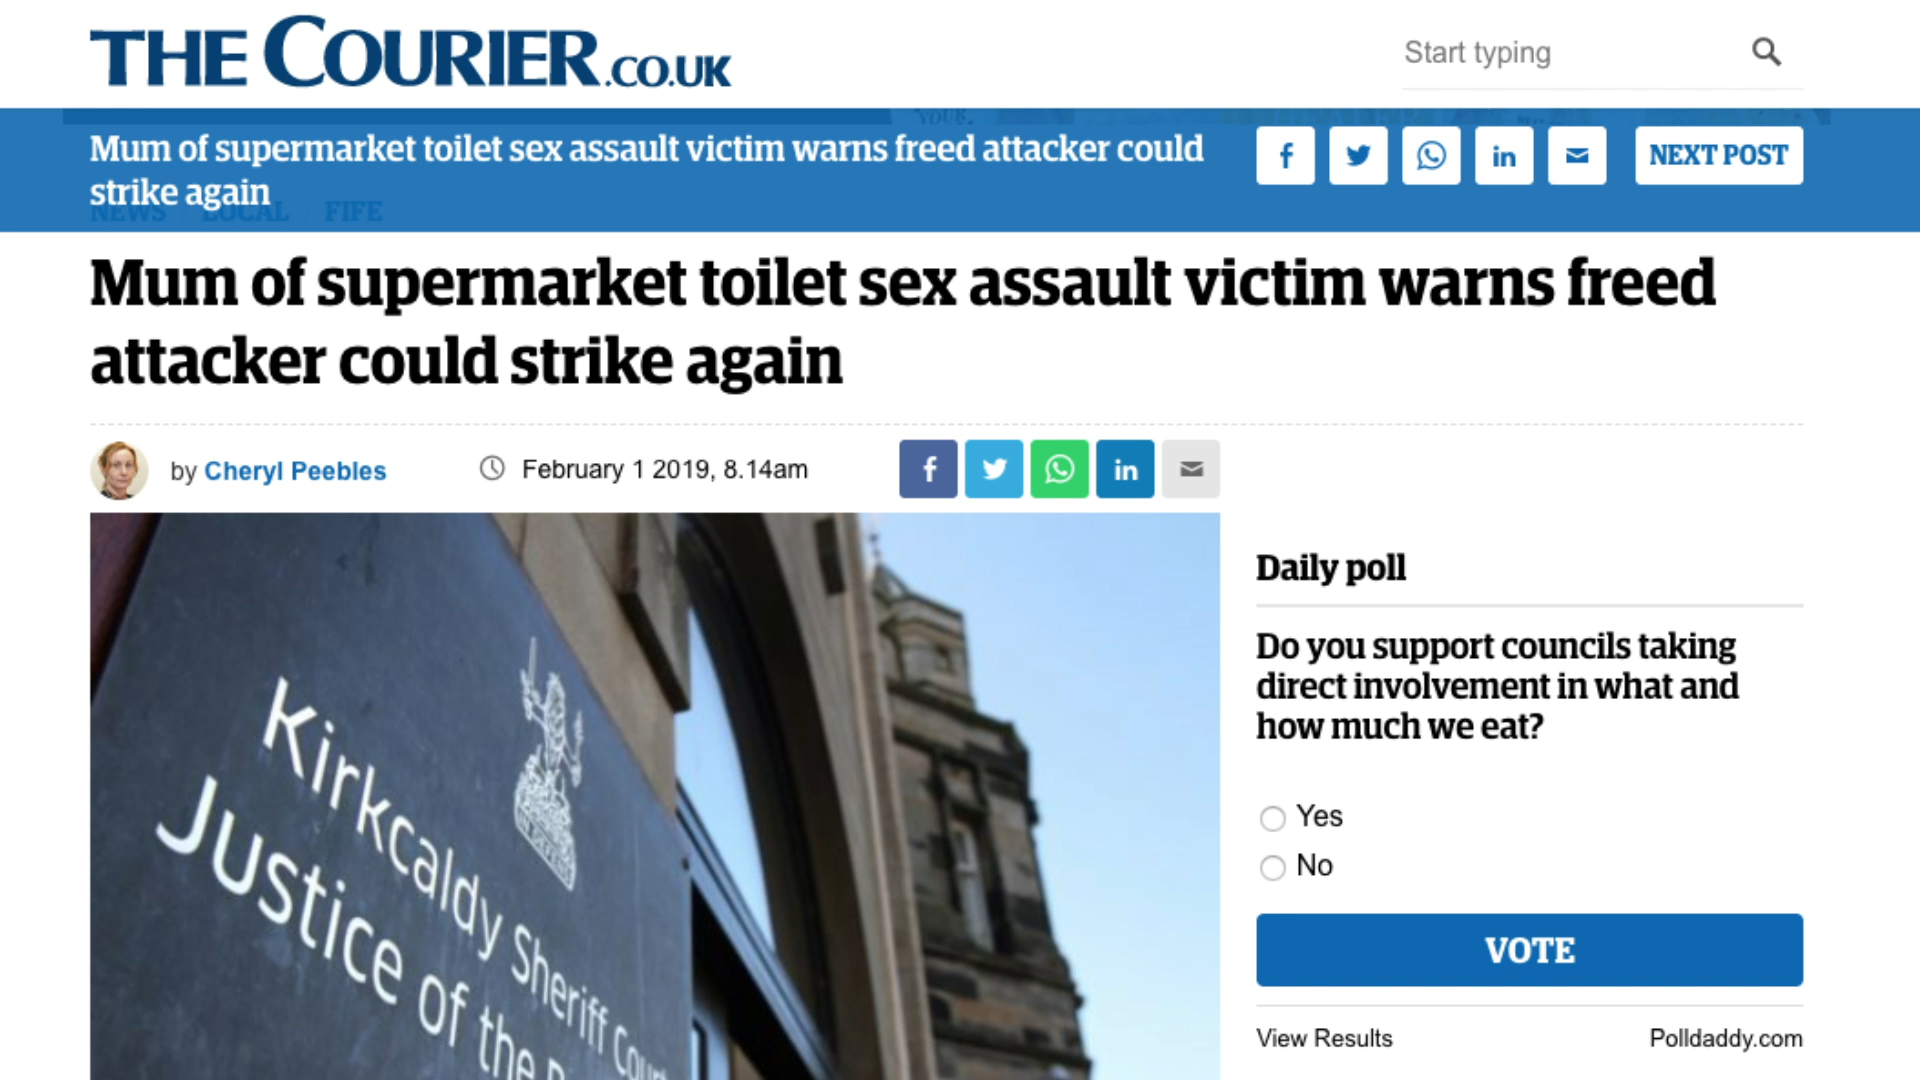 THE COURIER.CO.UK
Start typing
Mum of supermarket toilet sex assault victim warns freed attacker could
strike again
NEXT POST
NEWS / LOCAL / FIFE
Mum of supermarket toilet sex assault victim warns freed
attacker could strike again
by Cheryl Peebles
February 1 2019, 8.14am
Kirkcaldy Sheriff
Justice of the
Daily poll
Do you support councils taking
direct involvement in what and
how much we eat?
Yes
No
VOTE
View Results
Polldaddy.com